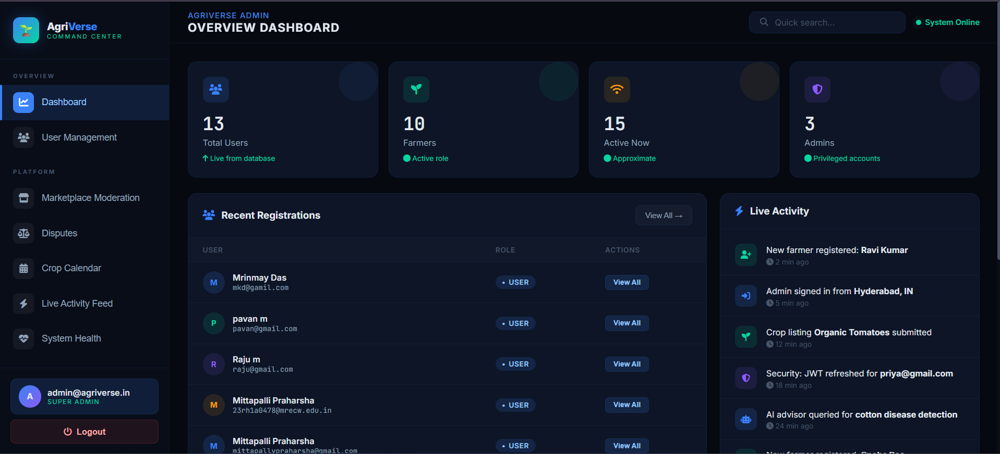 AgriVerse
COMMAND CENTER
OVERVIEW
Dashboard
User Management
PLATFORM
Marketplace Moderation
Disputes
Crop Calendar
Live Activity Feed
System Health
A
admin@agriverse.in
SUPER ADMIN
Logout
AGRIVERSE ADMIN
OVERVIEW DASHBOARD
Quick search...
System Online
13
Total Users
Live from database
10
Farmers
Active role
15
Active Now
Approximate
3
Admins
Privileged accounts
Recent Registrations
View All →
USER ROLE ACTIONS
M Mrinmay Das
mkd@gamil.com
• USER View All
P pavan m
pavan@gmail.com
• USER View All
R Raju m
raju@gmail.com
• USER View All
M Mittapalli Praharsha
23rh1a0478@mrecw.edu.in
• USER View All
M Mittapalli Praharsha
mittapallypraharsha@gmail.com
• USER View All
Live Activity
New farmer registered: Ravi Kumar
2 min ago
Admin signed in from Hyderabad, IN
5 min ago
Crop listing Organic Tomatoes submitted
12 min ago
Security: JWT refreshed for priya@gmail.com
18 min ago
AI advisor queried for cotton disease detection
24 min ago
New farmer registered: